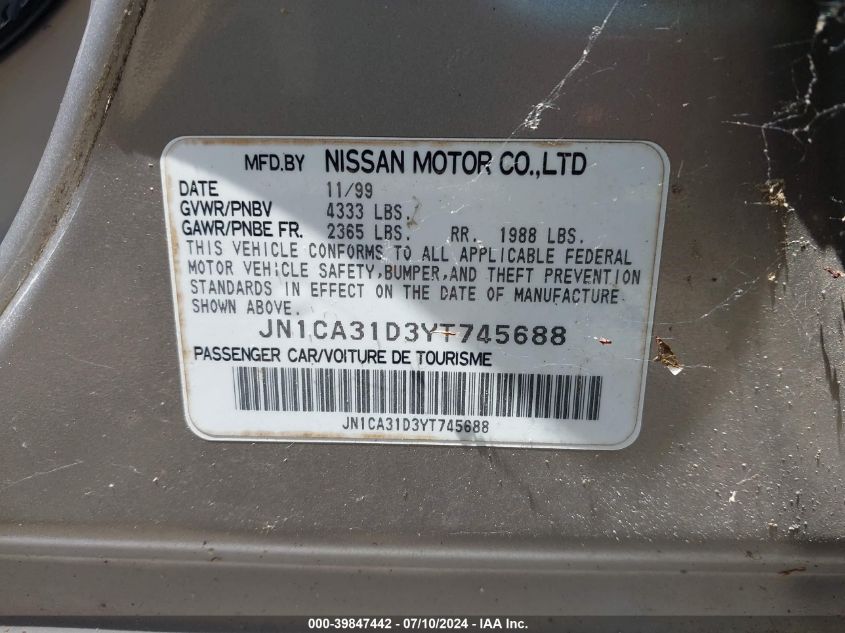 MFD.BY NISSAN MOTOR CO.,LTD
DATE 11/99
GVWR/PNBV 4333 LBS.
GAWR/PNBE FR. 2365 LBS. RR. 1988 LBS.
THIS VEHICLE CONFORMS TO ALL APPLICABLE FEDERAL
MOTOR VEHICLE SAFETY,BUMPER,AND THEFT PREVENTION
STANDARDS IN EFFECT ON THE DATE OF MANUFACTURE
SHOWN ABOVE.
JN1CA31D3YT745688
PASSENGER CAR/VOITURE DE TOURISME
JN1CA31D3YT745688
000-39847442 - 07/10/2024 - IAA Inc.